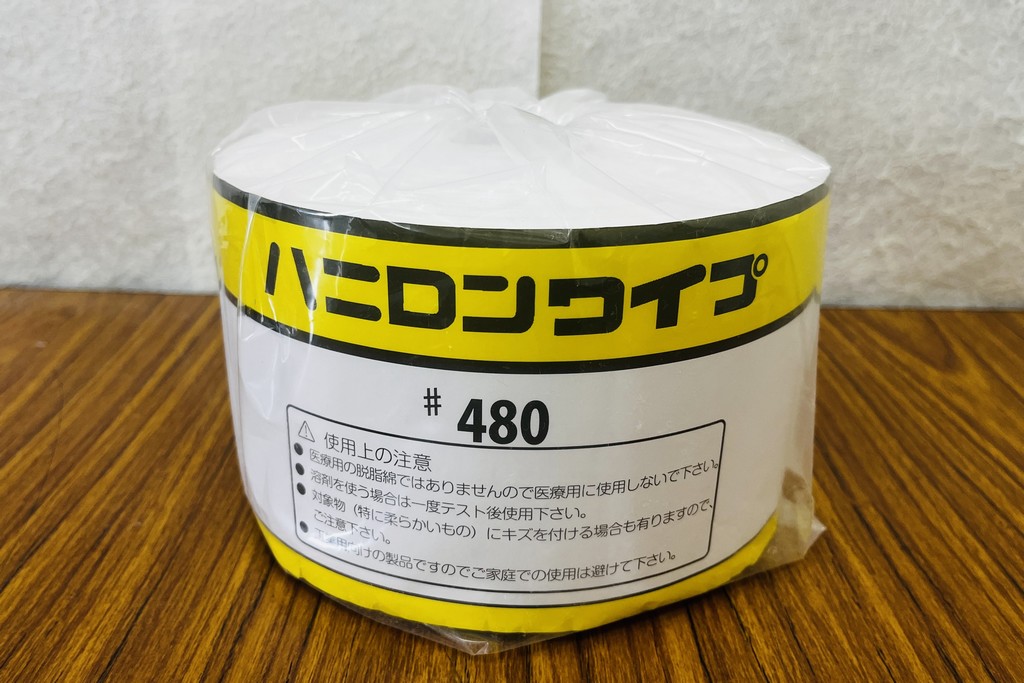 ハニロンワイプ
# 480
⚠ 使用上の注意
● 医療用の脱脂綿ではありませんので医療用に使用しないで下さい。
● 溶剤を使う場合は一度テスト後使用下さい。
● 対象物（特に柔らかいもの）にキズを付ける場合も有りますので、
ご注意下さい。
● 工業用向けの製品ですのでご家庭での使用は避けて下さい。